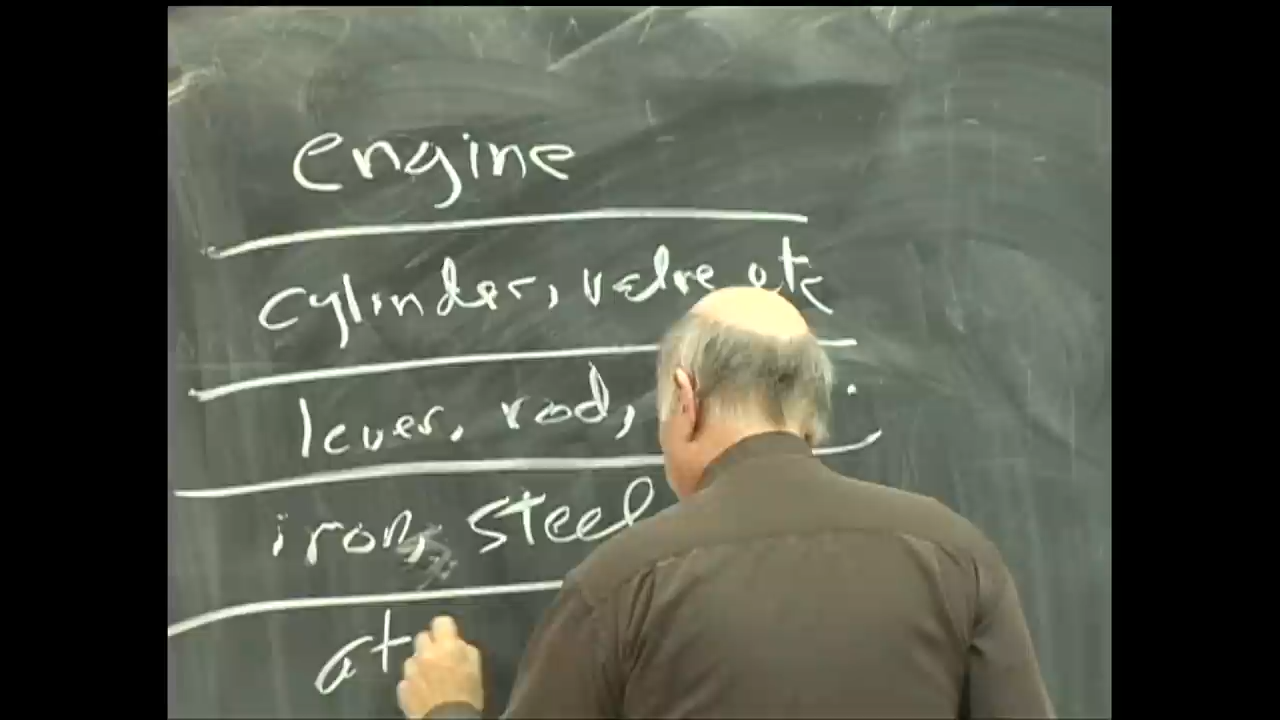 engine
cylinder, valve etc
lever, rod,
iron, steel
at